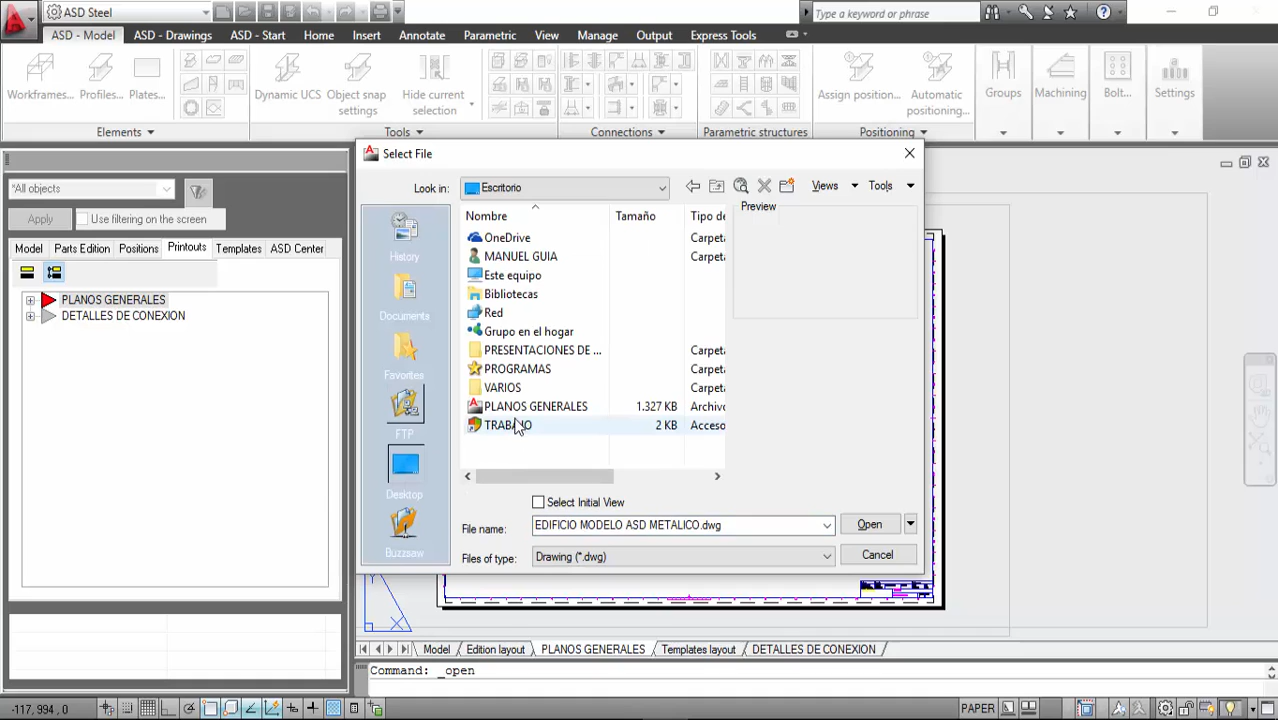 ASD Steel
Type a keyword or phrase
ASD - Model ASD - Drawings ASD - Start Home Insert Annotate Parametric View Manage Output Express Tools
Workframes... Profiles... Plates... Dynamic UCS Object snap settings Hide current selection Assign position... Automatic positioning... Groups Machining Bolt... Settings
Elements Tools Connections Parametric structures Positioning
Select File
*All objects
Apply Use filtering on the screen
Model Parts Edition Positions Printouts Templates ASD Center
PLANOS GENERALES
DETALLES DE CONEXION
Look in: Escritorio Views Tools
Nombre Tamaño Tipo de
Preview
History
Documents
Favorites
FTP
Desktop
Buzzsaw
OneDrive Carpeta
MANUEL GUIA Carpeta
Este equipo
Bibliotecas
Red
Grupo en el hogar
PRESENTACIONES DE ... Carpeta
PROGRAMAS Carpeta
VARIOS Carpeta
PLANOS GENERALES 1.327 KB Archivo
TRABAJO 2 KB Acceso
Select Initial View
File name: EDIFICIO MODELO ASD METALICO.dwg Open
Files of type: Drawing (*.dwg) Cancel
Y
X
Model Edition layout PLANOS GENERALES Templates layout DETALLES DE CONEXION
Command: _open
-117, 994, 0
PAPER